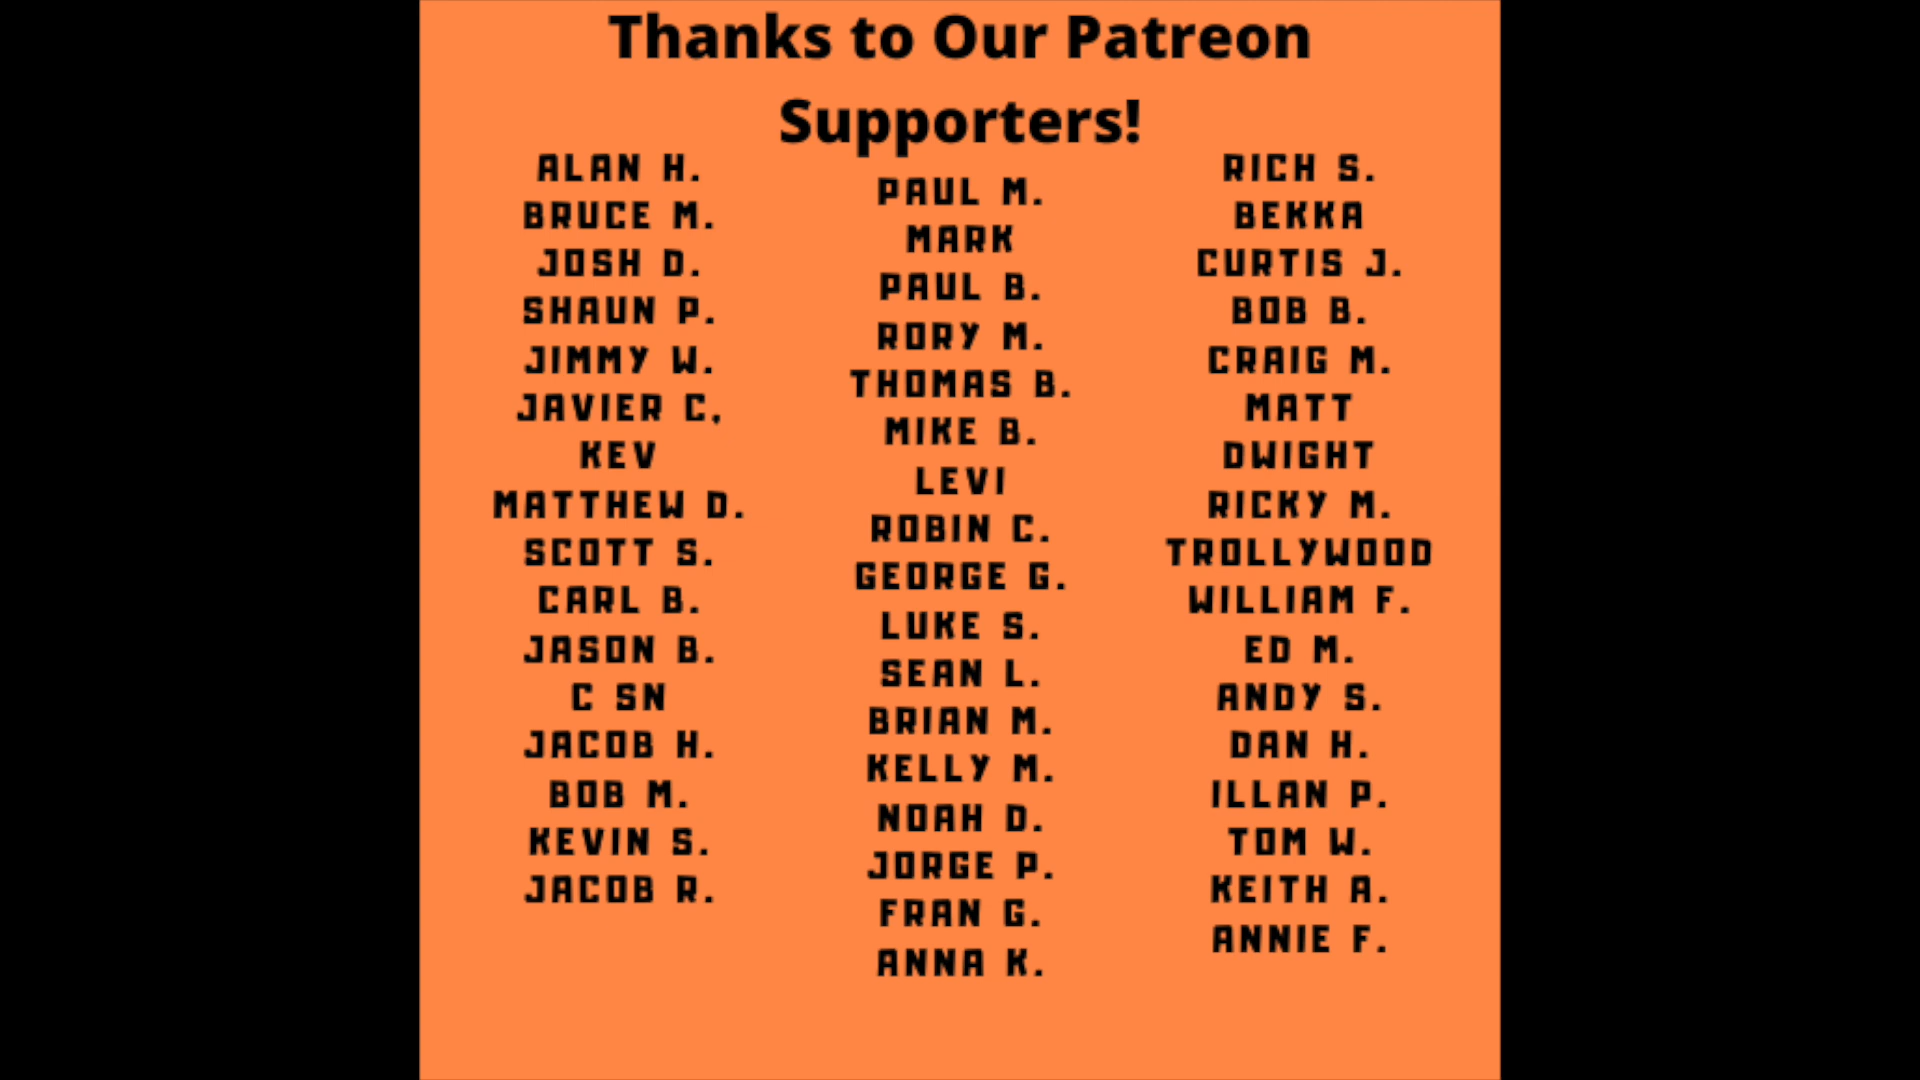 Thanks to Our Patreon
Supporters!
ALAN H.
BRUCE M.
JOSH D.
SHAUN P.
JIMMY W.
JAVIER C,
KEV
MATTHEW D.
SCOTT S.
CARL B.
JASON B.
C SN
JACOB H.
BOB M.
KEVIN S.
JACOB R.
PAUL M.
MARK
PAUL B.
RORY M.
THOMAS B.
MIKE B.
LEVI
ROBIN C.
GEORGE G.
LUKE S.
SEAN L.
BRIAN M.
KELLY M.
NOAH D.
JORGE P.
FRAN G.
ANNA K.
RICH S.
BEKKA
CURTIS J.
BOB B.
CRAIG M.
MATT
DWIGHT
RICKY M.
TROLLYWOOD
WILLIAM F.
ED M.
ANDY S.
DAN H.
ILLAN P.
TOM W.
KEITH A.
ANNIE F.